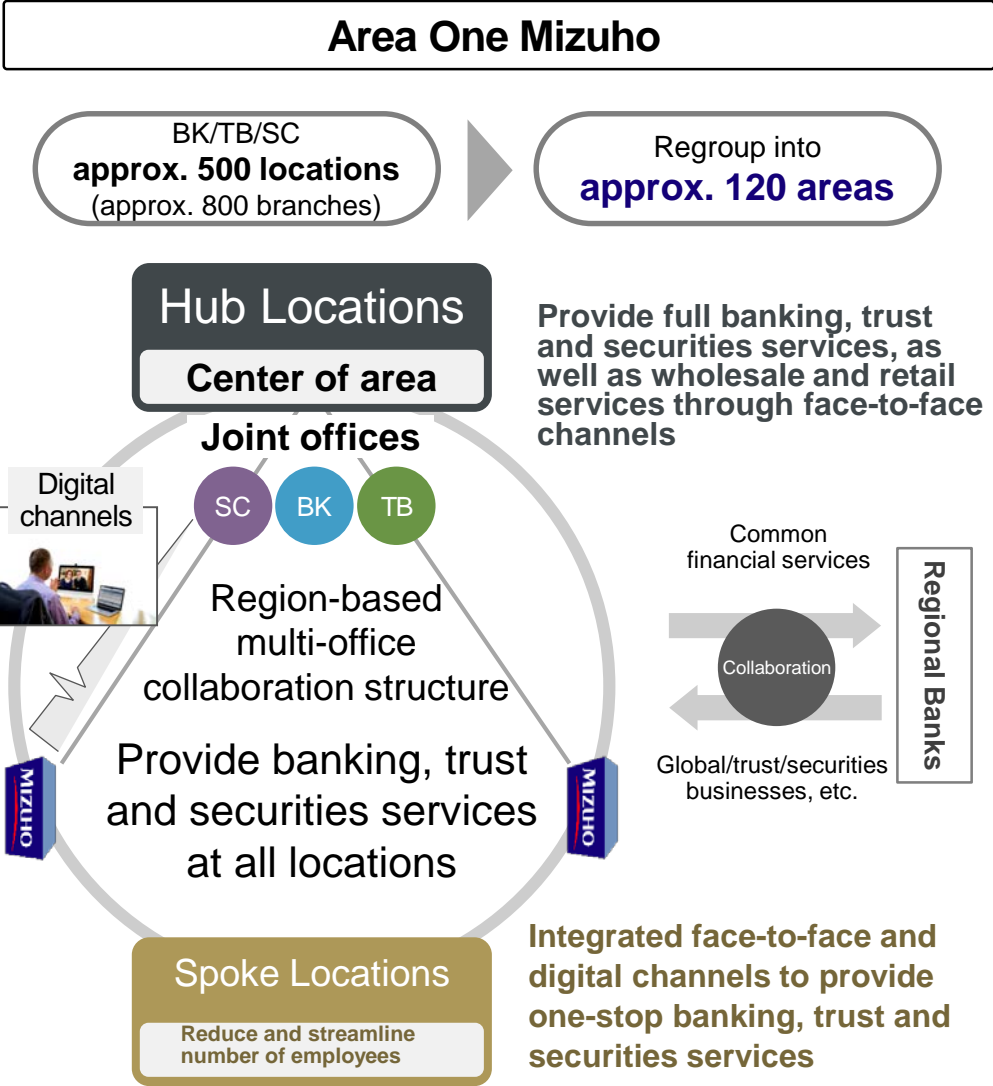 Area One Mizuho
BK/TB/SC
approx. 500 locations
(approx. 800 branches)
Regroup into
approx. 120 areas
Hub Locations
Center of area
Provide full banking, trust
and securities services, as
well as wholesale and retail
services through face-to-face
channels
Joint offices
Digital
channels
SC
BK
TB
Region-based
multi-office
collaboration structure
Provide banking, trust
and securities services
at all locations
MIZUHO
MIZUHO
Common
financial services
Collaboration
Regional Banks
Global/trust/securities
businesses, etc.
Spoke Locations
Reduce and streamline
number of employees
Integrated face-to-face and
digital channels to provide
one-stop banking, trust and
securities services